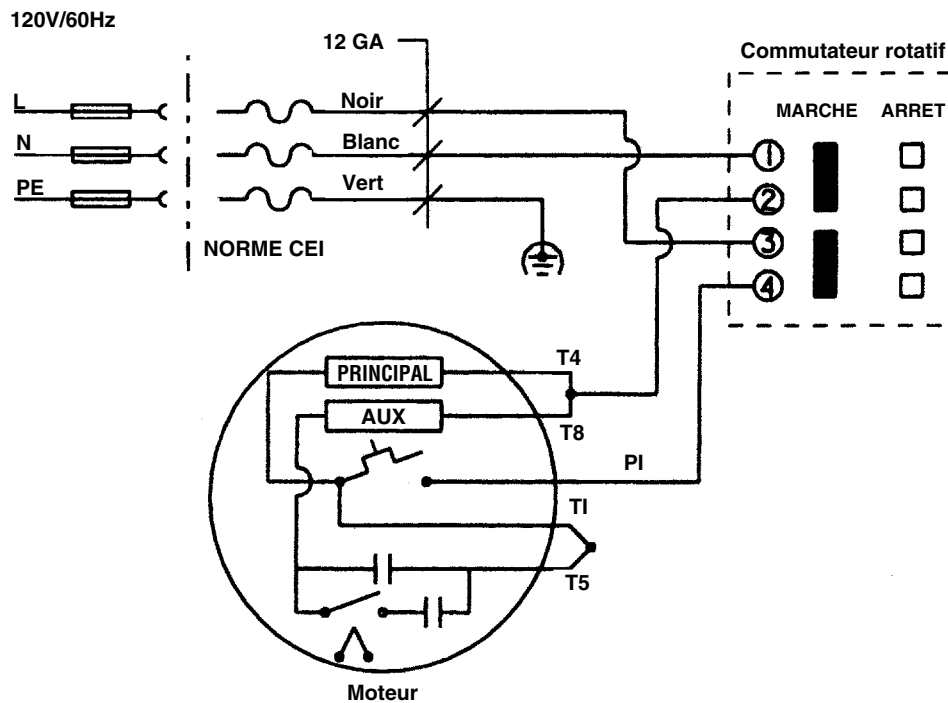 120V/60Hz
12 GA
Commutateur rotatif
MARCHE ARRET
L
Noir
N
Blanc
1
PE
Vert
2
NORME CEI
3
4
PRINCIPAL
T4
AUX
T8
PI
TI
T5
Moteur